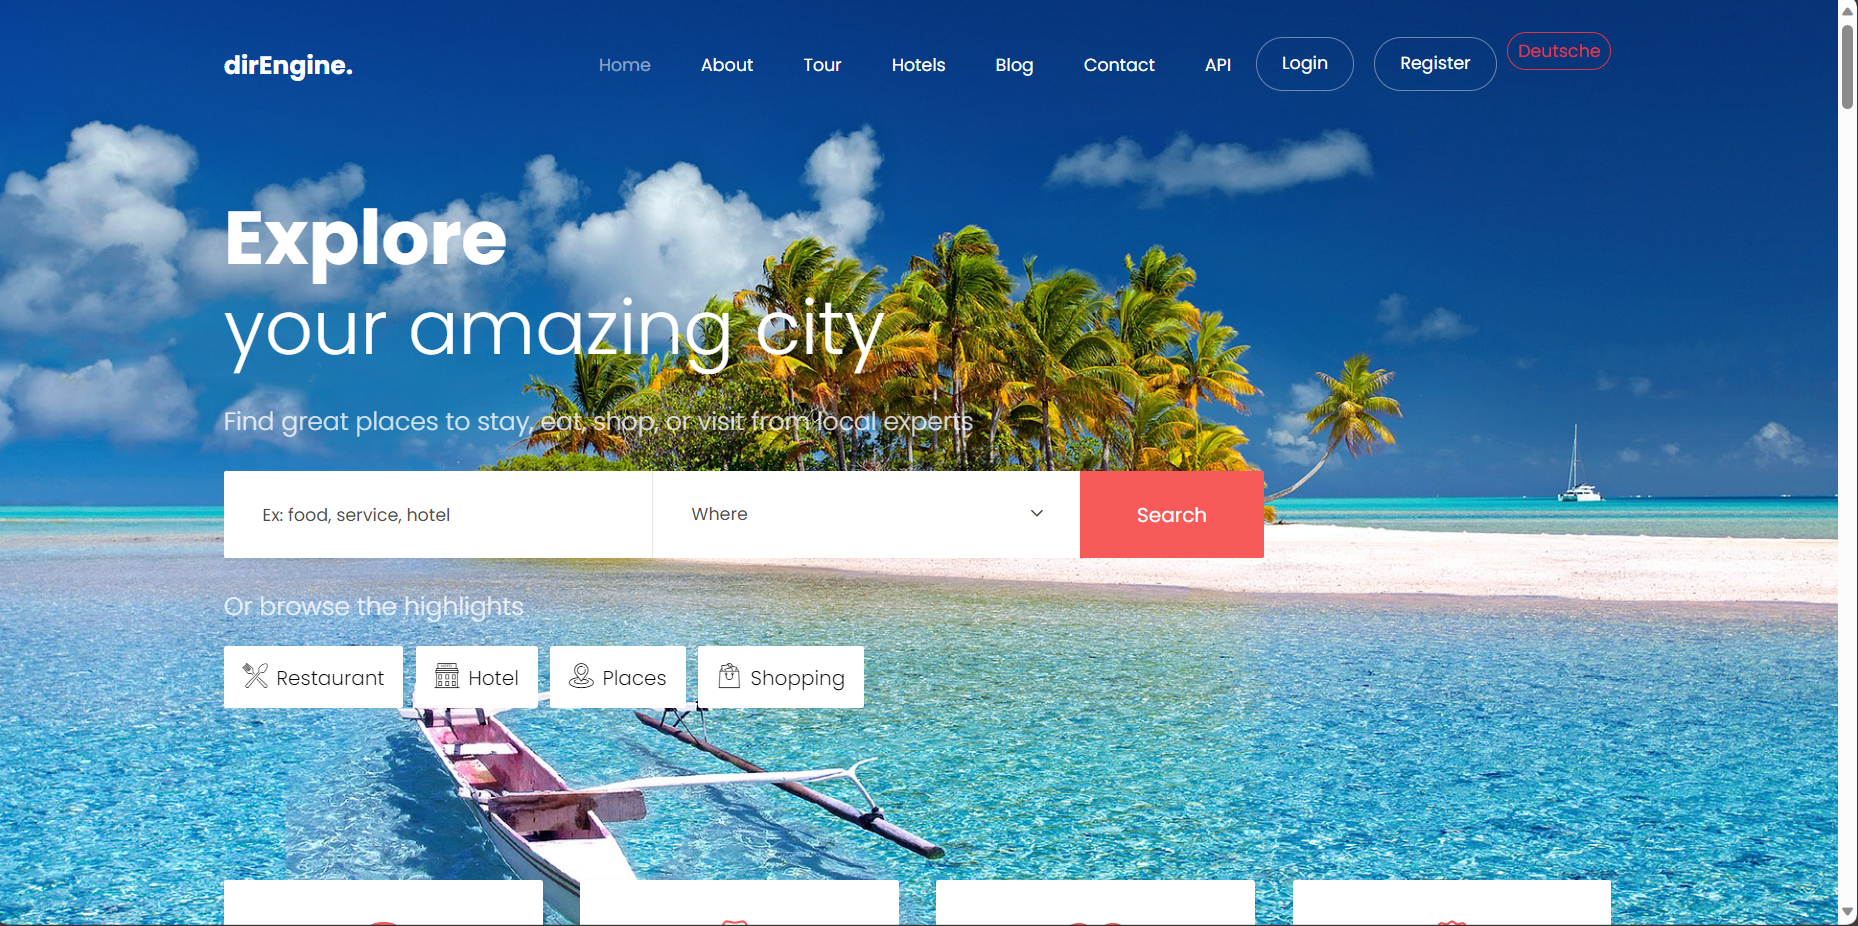 dirEngine.
Home About Tour Hotels Blog Contact API Login Register Deutsche
Explore
your amazing city
Find great places to stay, eat, shop, or visit from local experts
Ex: food, service, hotel Where Search
Or browse the highlights
Restaurant Hotel Places Shopping